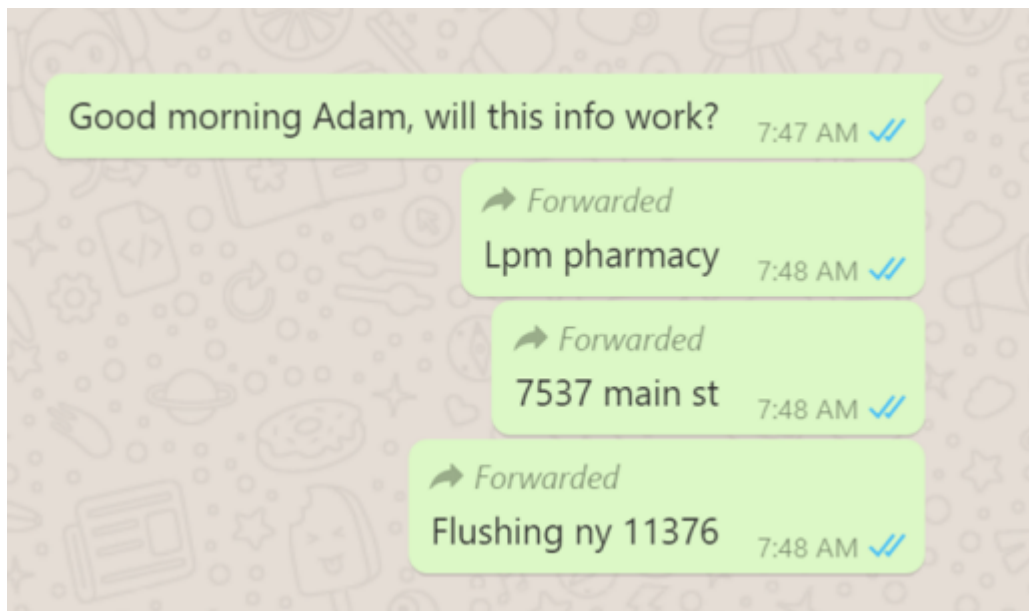 Good morning Adam, will this info work? 7:47 AM
Forwarded
Lpm pharmacy 7:48 AM
Forwarded
7537 main st 7:48 AM
Forwarded
Flushing ny 11376 7:48 AM